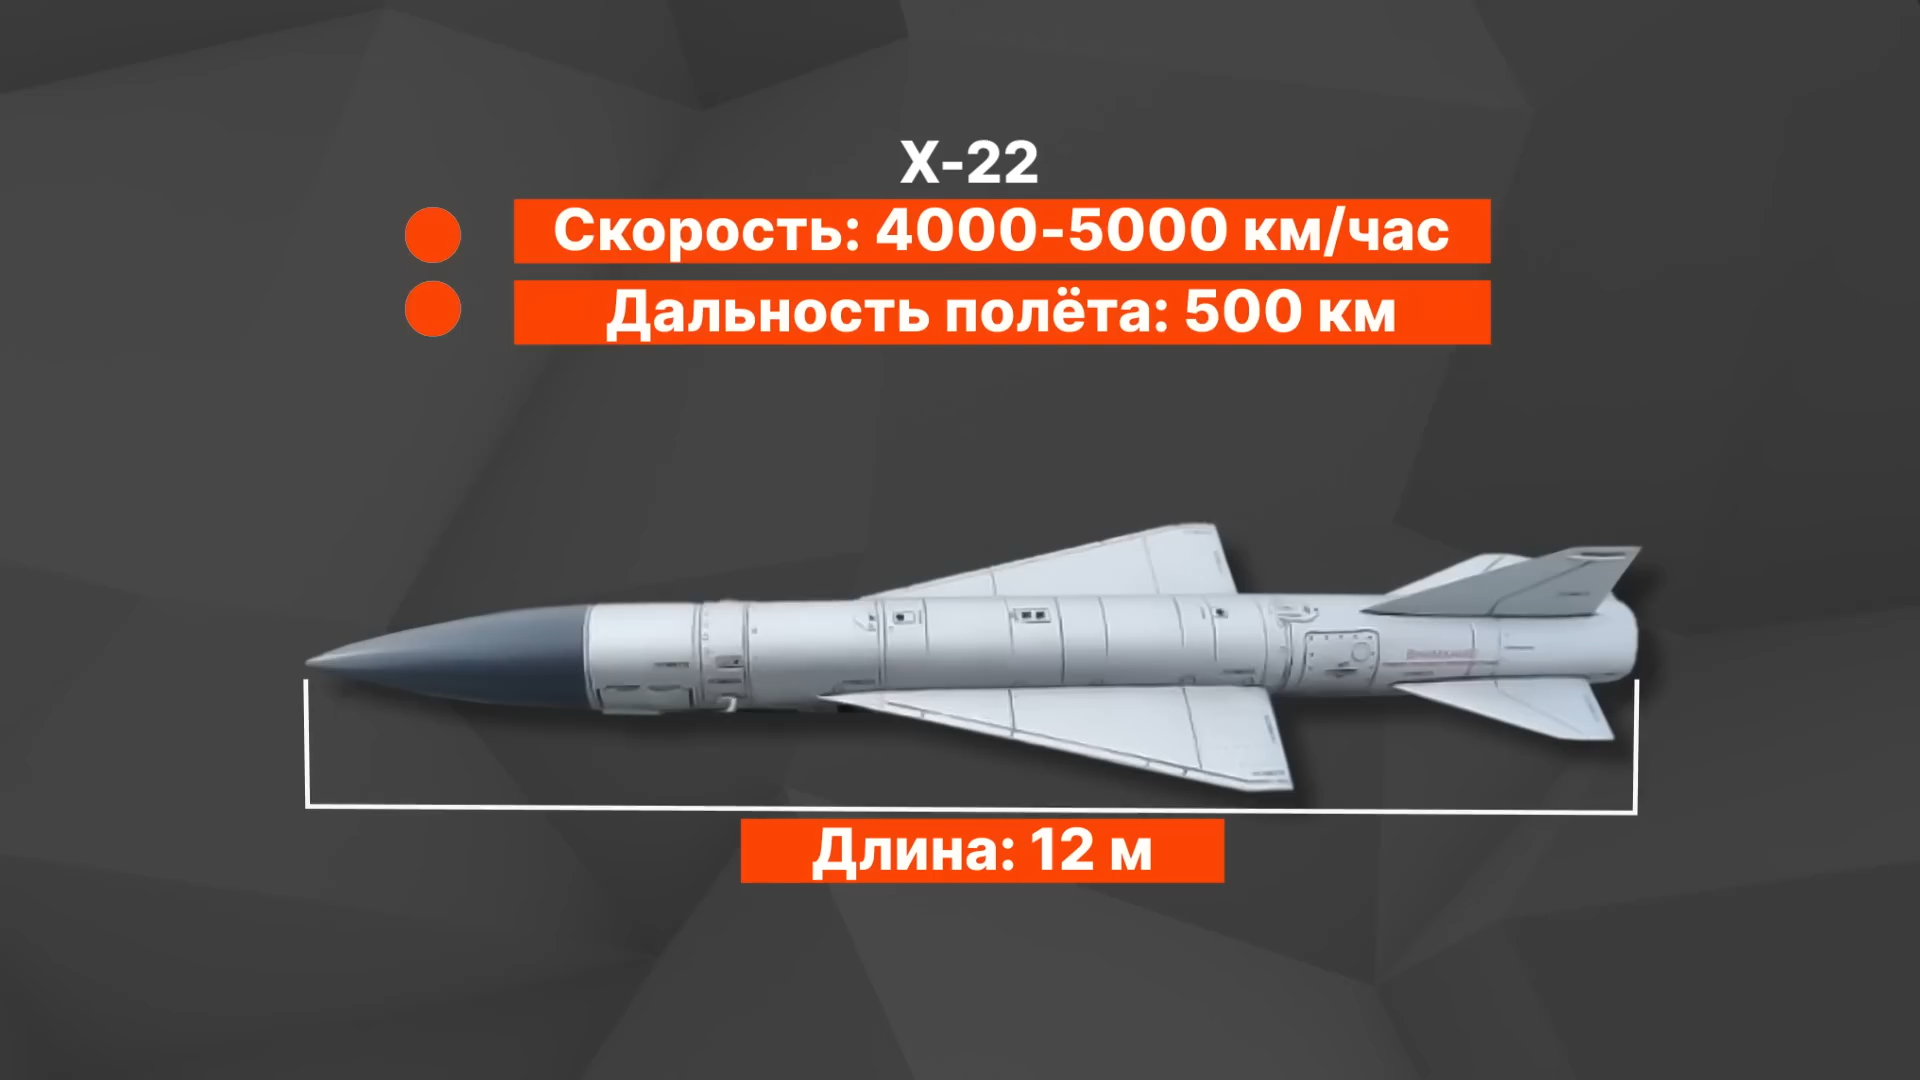 Х-22
Скорость: 4000-5000 км/час
Дальность полёта: 500 км
Длина: 12 м